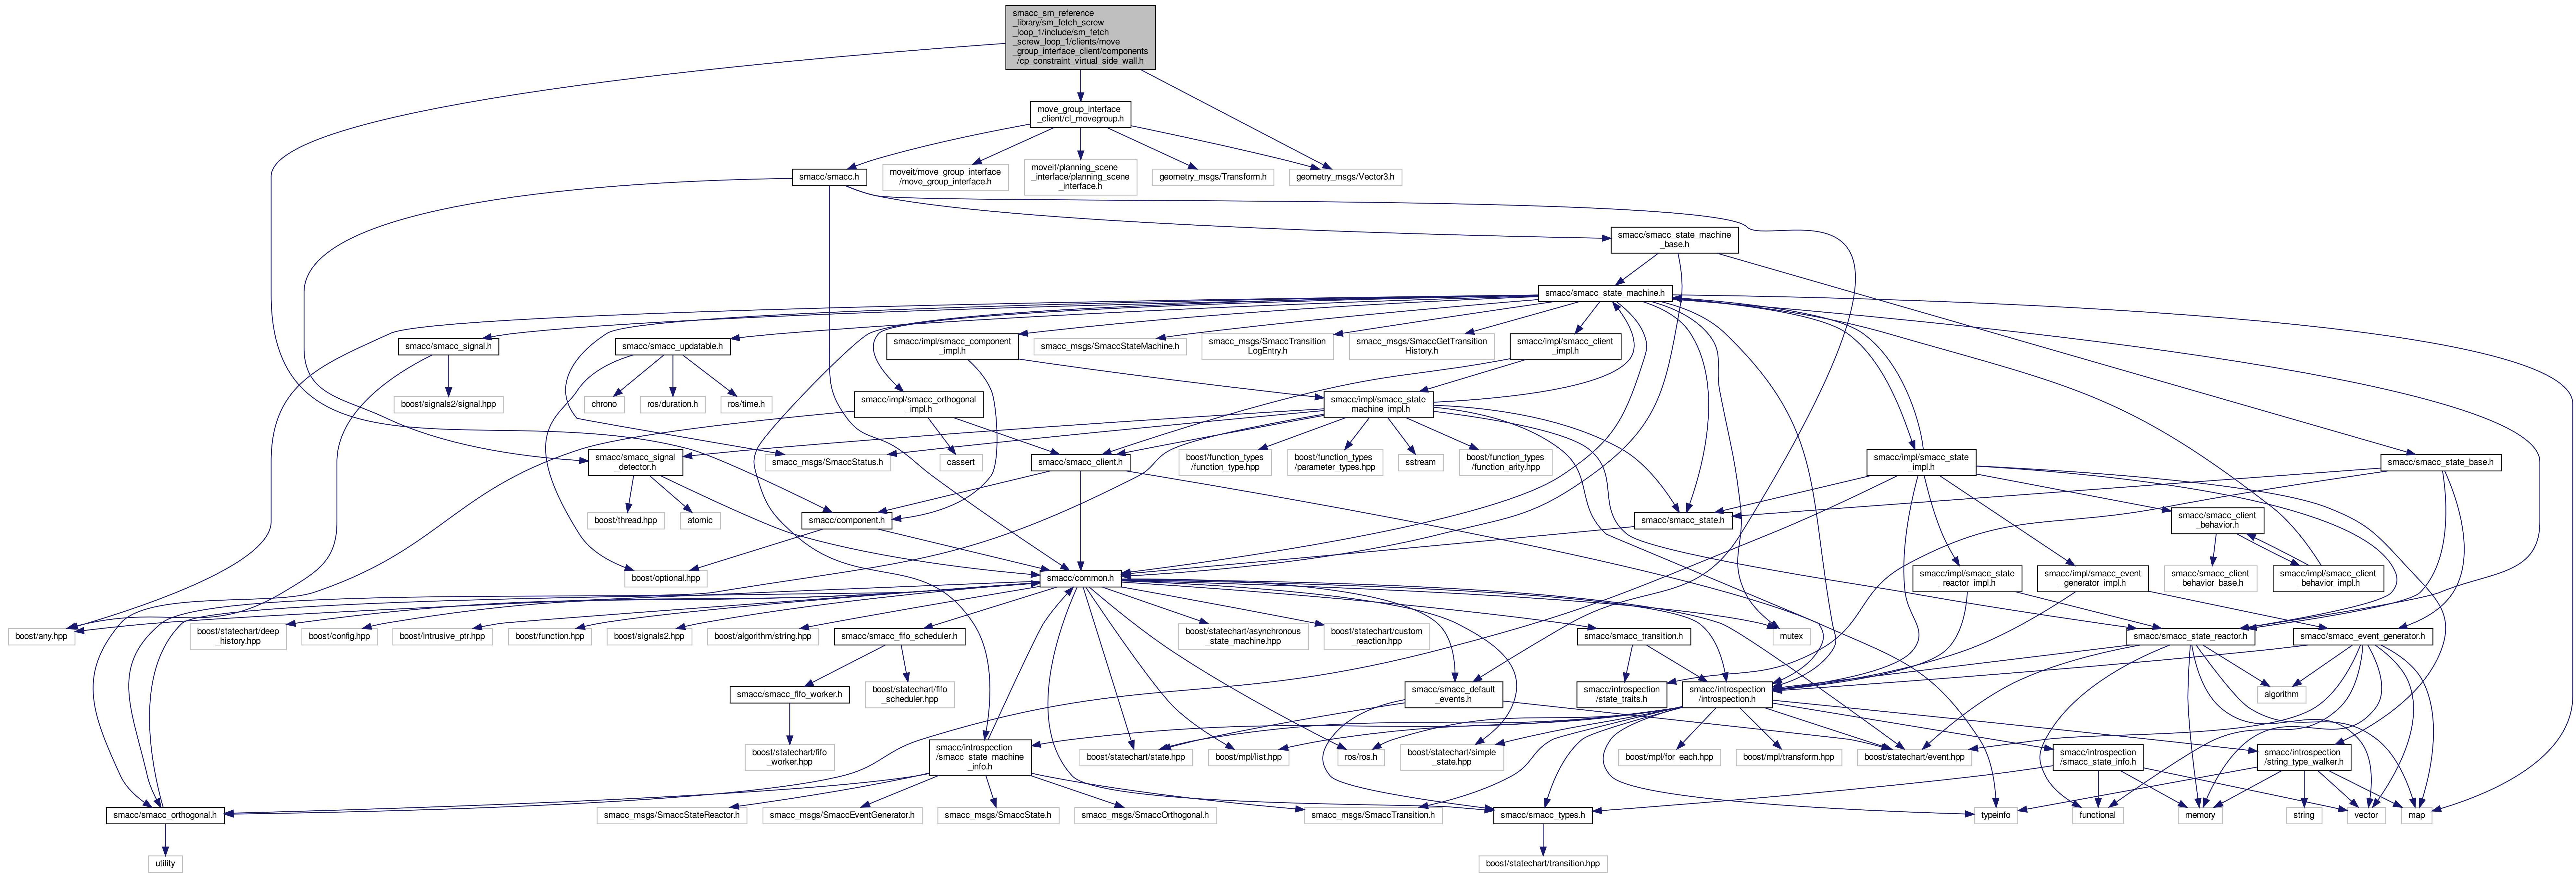 smacc_sm_reference
_library/sm_fetch_screw
_loop_1/include/sm_fetch
_screw_loop_1/clients/move
_group_interface_client/components
/cp_constraint_virtual_side_wall.h
move_group_interface
_client/cl_movegroup.h
smacc/smacc.h
moveit/move_group_interface
/move_group_interface.h
moveit/planning_scene
_interface/planning_scene
_interface.h
geometry_msgs/Transform.h
geometry_msgs/Vector3.h
smacc/smacc_state_machine
_base.h
smacc/smacc_state_machine.h
smacc/smacc_signal.h
smacc/smacc_updatable.h
smacc/impl/smacc_component
_impl.h
smacc_msgs/SmaccStateMachine.h
smacc_msgs/SmaccTransition
LogEntry.h
smacc_msgs/SmaccGetTransition
History.h
smacc/impl/smacc_client
_impl.h
boost/signals2/signal.hpp
chrono
ros/duration.h
ros/time.h
smacc/impl/smacc_orthogonal
_impl.h
smacc/impl/smacc_state
_machine_impl.h
smacc/smacc_signal
_detector.h
smacc_msgs/SmaccStatus.h
cassert
smacc/smacc_client.h
boost/function_types
/function_type.hpp
boost/function_types
/parameter_types.hpp
sstream
boost/function_types
/function_arity.hpp
smacc/impl/smacc_state
_impl.h
smacc/smacc_state_base.h
boost/thread.hpp
atomic
smacc/component.h
smacc/smacc_state.h
smacc/smacc_client
_behavior.h
boost/optional.hpp
smacc/common.h
smacc/impl/smacc_state
_reactor_impl.h
smacc/impl/smacc_event
_generator_impl.h
smacc/smacc_client
_behavior_base.h
smacc/impl/smacc_client
_behavior_impl.h
boost/any.hpp
boost/statechart/deep
_history.hpp
boost/config.hpp
boost/intrusive_ptr.hpp
boost/function.hpp
boost/signals2.hpp
boost/algorithm/string.hpp
smacc/smacc_fifo_scheduler.h
boost/statechart/asynchronous
_state_machine.hpp
boost/statechart/custom
_reaction.hpp
smacc/smacc_transition.h
mutex
smacc/smacc_state_reactor.h
smacc/smacc_event_generator.h
smacc/smacc_fifo_worker.h
boost/statechart/fifo
_scheduler.hpp
smacc/smacc_default
_events.h
smacc/introspection
/state_traits.h
smacc/introspection
/introspection.h
algorithm
boost/statechart/fifo
_worker.hpp
smacc/introspection
/smacc_state_machine
_info.h
boost/statechart/state.hpp
boost/mpl/list.hpp
ros/ros.h
boost/statechart/simple
_state.hpp
boost/mpl/for_each.hpp
boost/mpl/transform.hpp
boost/statechart/event.hpp
smacc/introspection
/smacc_state_info.h
smacc/introspection
/string_type_walker.h
smacc/smacc_orthogonal.h
smacc_msgs/SmaccStateReactor.h
smacc_msgs/SmaccEventGenerator.h
smacc_msgs/SmaccState.h
smacc_msgs/SmaccOrthogonal.h
smacc_msgs/SmaccTransition.h
smacc/smacc_types.h
typeinfo
functional
memory
string
vector
map
utility
boost/statechart/transition.hpp